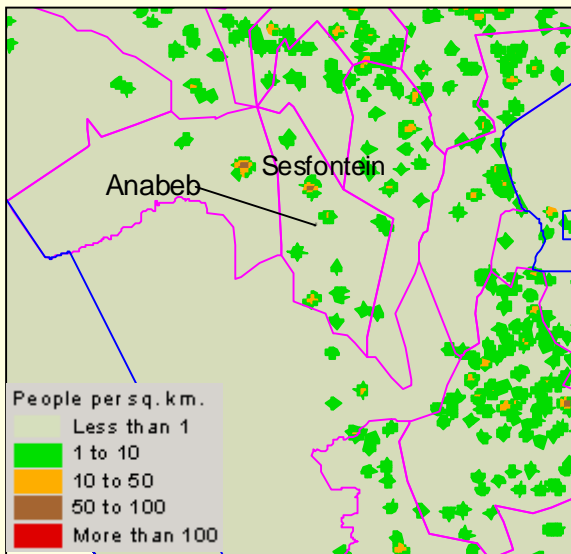 Sesfontein
Anabeb
People per sq. km.
Less than 1
1 to 10
10 to 50
50 to 100
More than 100